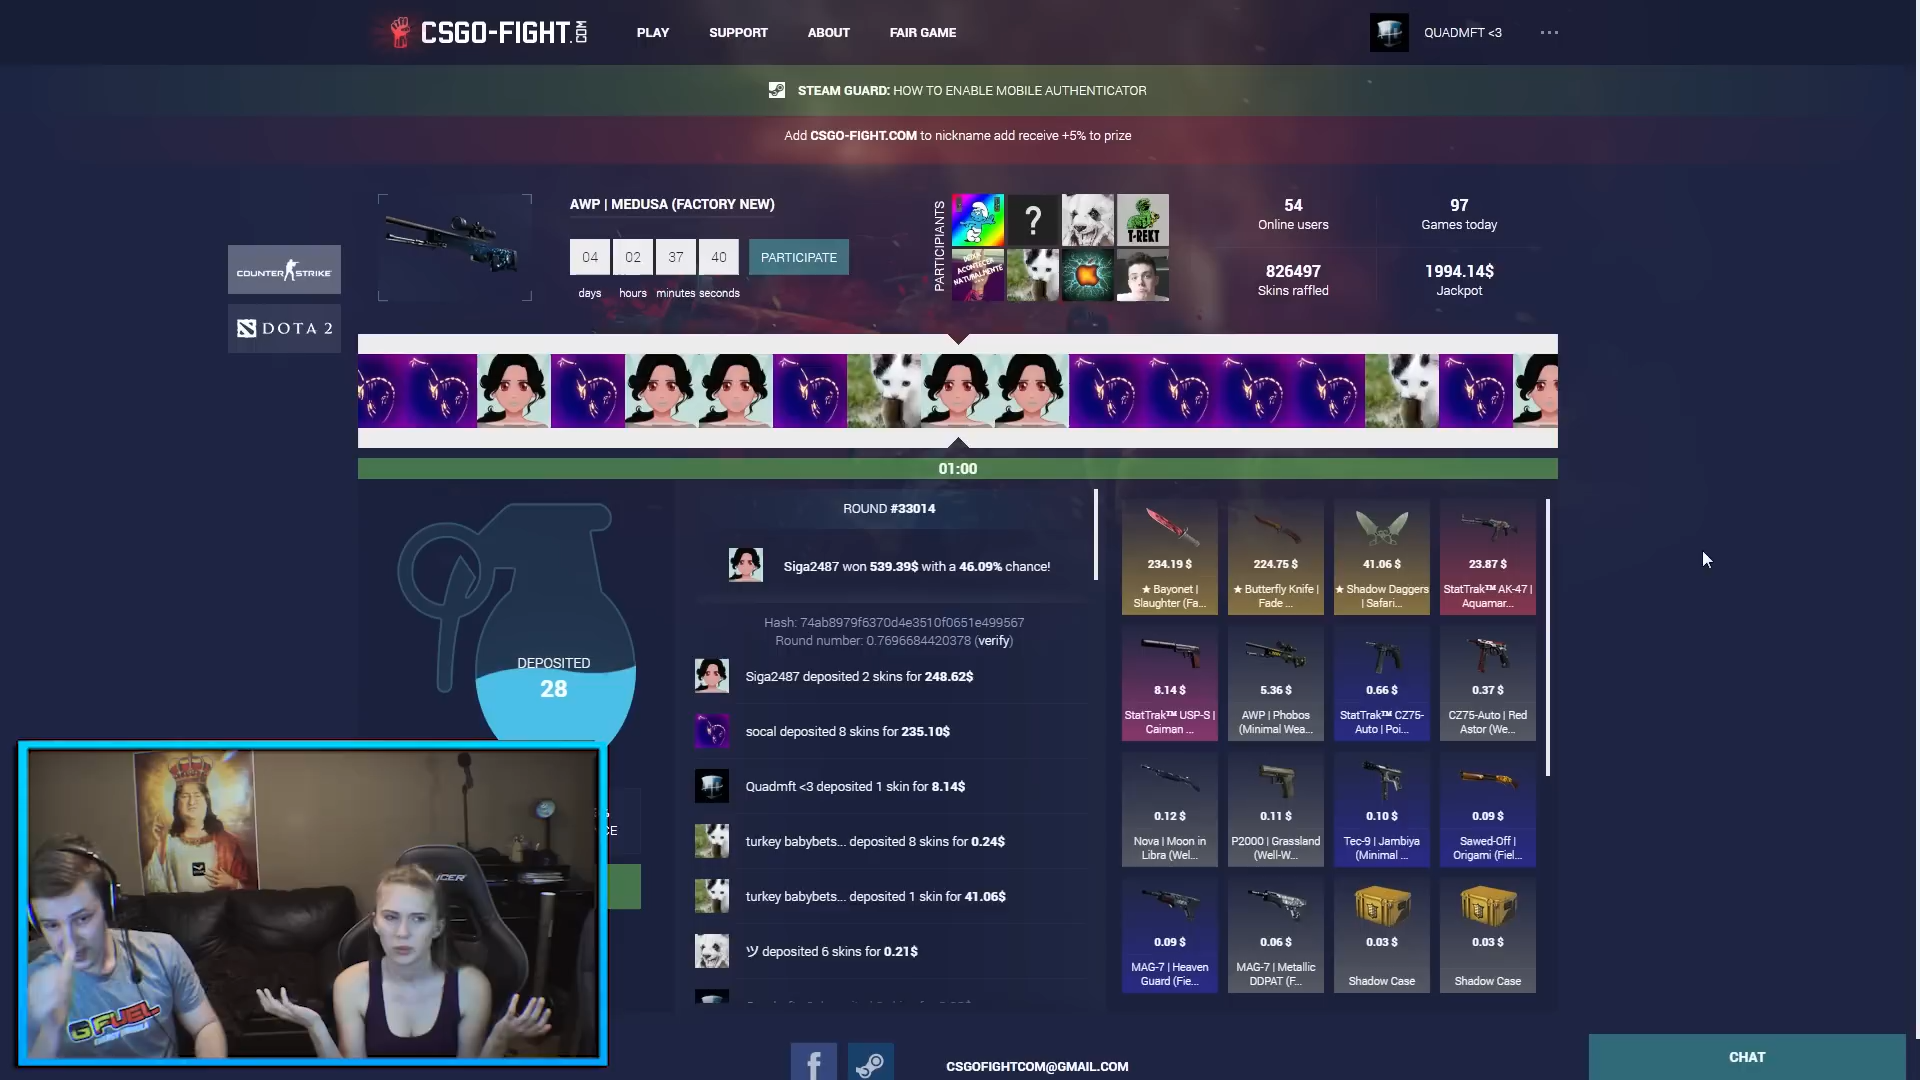 CSGO-FIGHT.COM
PLAY
SUPPORT
ABOUT
FAIR GAME
QUADMFT <3
STEAM GUARD: HOW TO ENABLE MOBILE AUTHENTICATOR
Add CSGO-FIGHT.COM to nickname add receive +5% to prize
COUNTER STRIKE
DOTA 2
AWP | MEDUSA (FACTORY NEW)
04 02 37 40
PARTICIPATE
days hours minutes seconds
PARTICIPIANTS
?
T-REKT
ACONTECER
NATURALMENTE
54
Online users
97
Games today
826497
Skins raffled
1994.14$
Jackpot
01:00
DEPOSITED
28
ROUND #33014
Siga2487 won 539.39$ with a 46.09% chance!
Hash: 74ab8979f6370d4e3510f0651e499567
Round number: 0.7696684420378 (verify)
Siga2487 deposited 2 skins for 248.62$
socal deposited 8 skins for 235.10$
Quadmft <3 deposited 1 skin for 8.14$
turkey babybets... deposited 8 skins for 0.24$
turkey babybets... deposited 1 skin for 41.06$
ツ deposited 6 skins for 0.21$
234.19 $
★ Bayonet |
Slaughter (Fa...
224.75 $
★ Butterfly Knife |
Fade ...
41.06 $
★ Shadow Daggers
| Safari...
23.87 $
StatTrak™ AK-47 |
Aquamar...
8.14 $
StatTrak™ USP-S |
Caiman ...
5.36 $
AWP | Phobos
(Minimal Wea...
0.66 $
StatTrak™ CZ75-
Auto | Poi...
0.37 $
CZ75-Auto | Red
Astor (We...
0.12 $
Nova | Moon in
Libra (Wel...
0.11 $
P2000 | Grassland
(Well-W...
0.10 $
Tec-9 | Jambiya
(Minimal ...
0.09 $
Sawed-Off |
Origami (Fiel...
0.09 $
MAG-7 | Heaven
Guard (Fie...
0.06 $
MAG-7 | Metallic
DDPAT (F...
0.03 $
Shadow Case
0.03 $
Shadow Case
G FUEL
CSGOFIGHTCOM@GMAIL.COM
CHAT